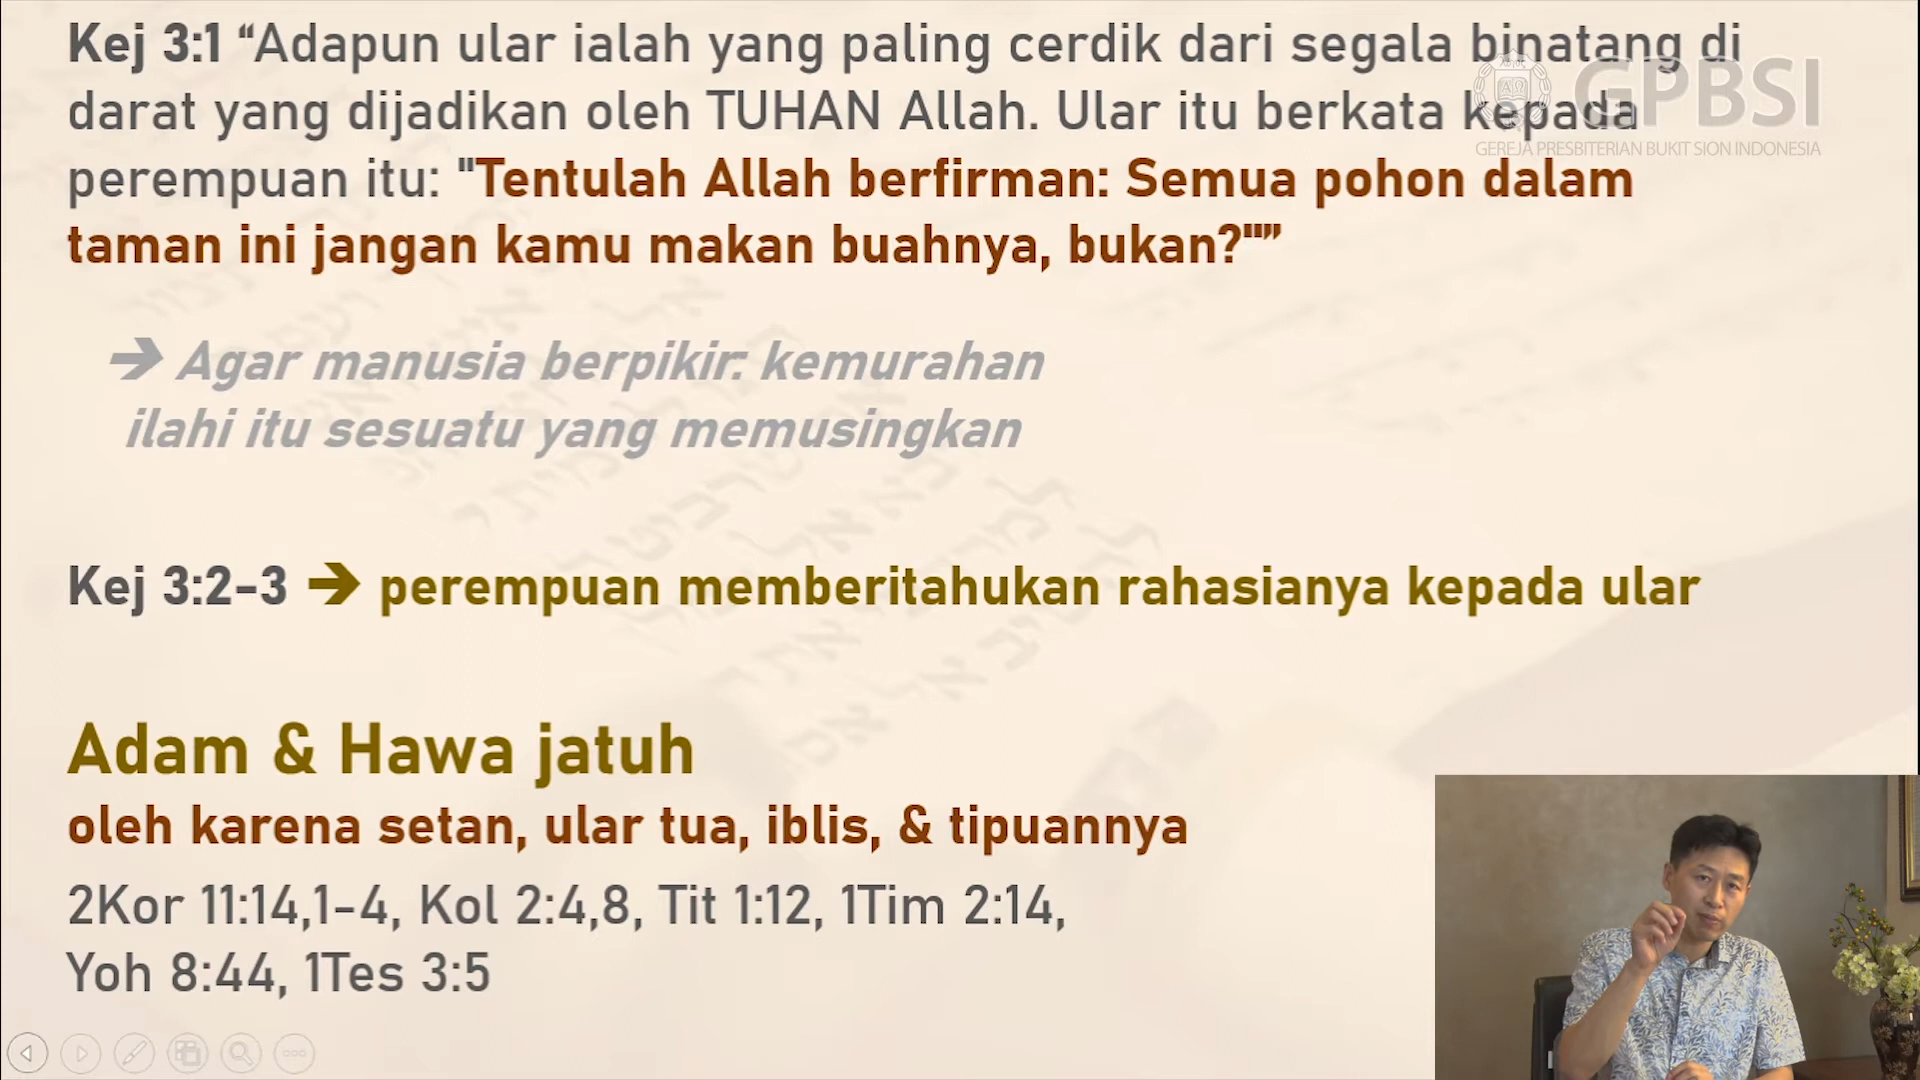 Kej 3:1 “Adapun ular ialah yang paling cerdik dari segala binatang di
darat yang dijadikan oleh TUHAN Allah. Ular itu berkata kepada
perempuan itu: "Tentulah Allah berfirman: Semua pohon dalam
taman ini jangan kamu makan buahnya, bukan?"”
GPBSI
GEREJA PRESBITERIAN BUKIT SION INDONESIA
➔ Agar manusia berpikir: kemurahan
ilahi itu sesuatu yang memusingkan
Kej 3:2-3 ➔ perempuan memberitahukan rahasianya kepada ular
Adam & Hawa jatuh
oleh karena setan, ular tua, iblis, & tipuannya
2Kor 11:14,1-4, Kol 2:4,8, Tit 1:12, 1Tim 2:14,
Yoh 8:44, 1Tes 3:5